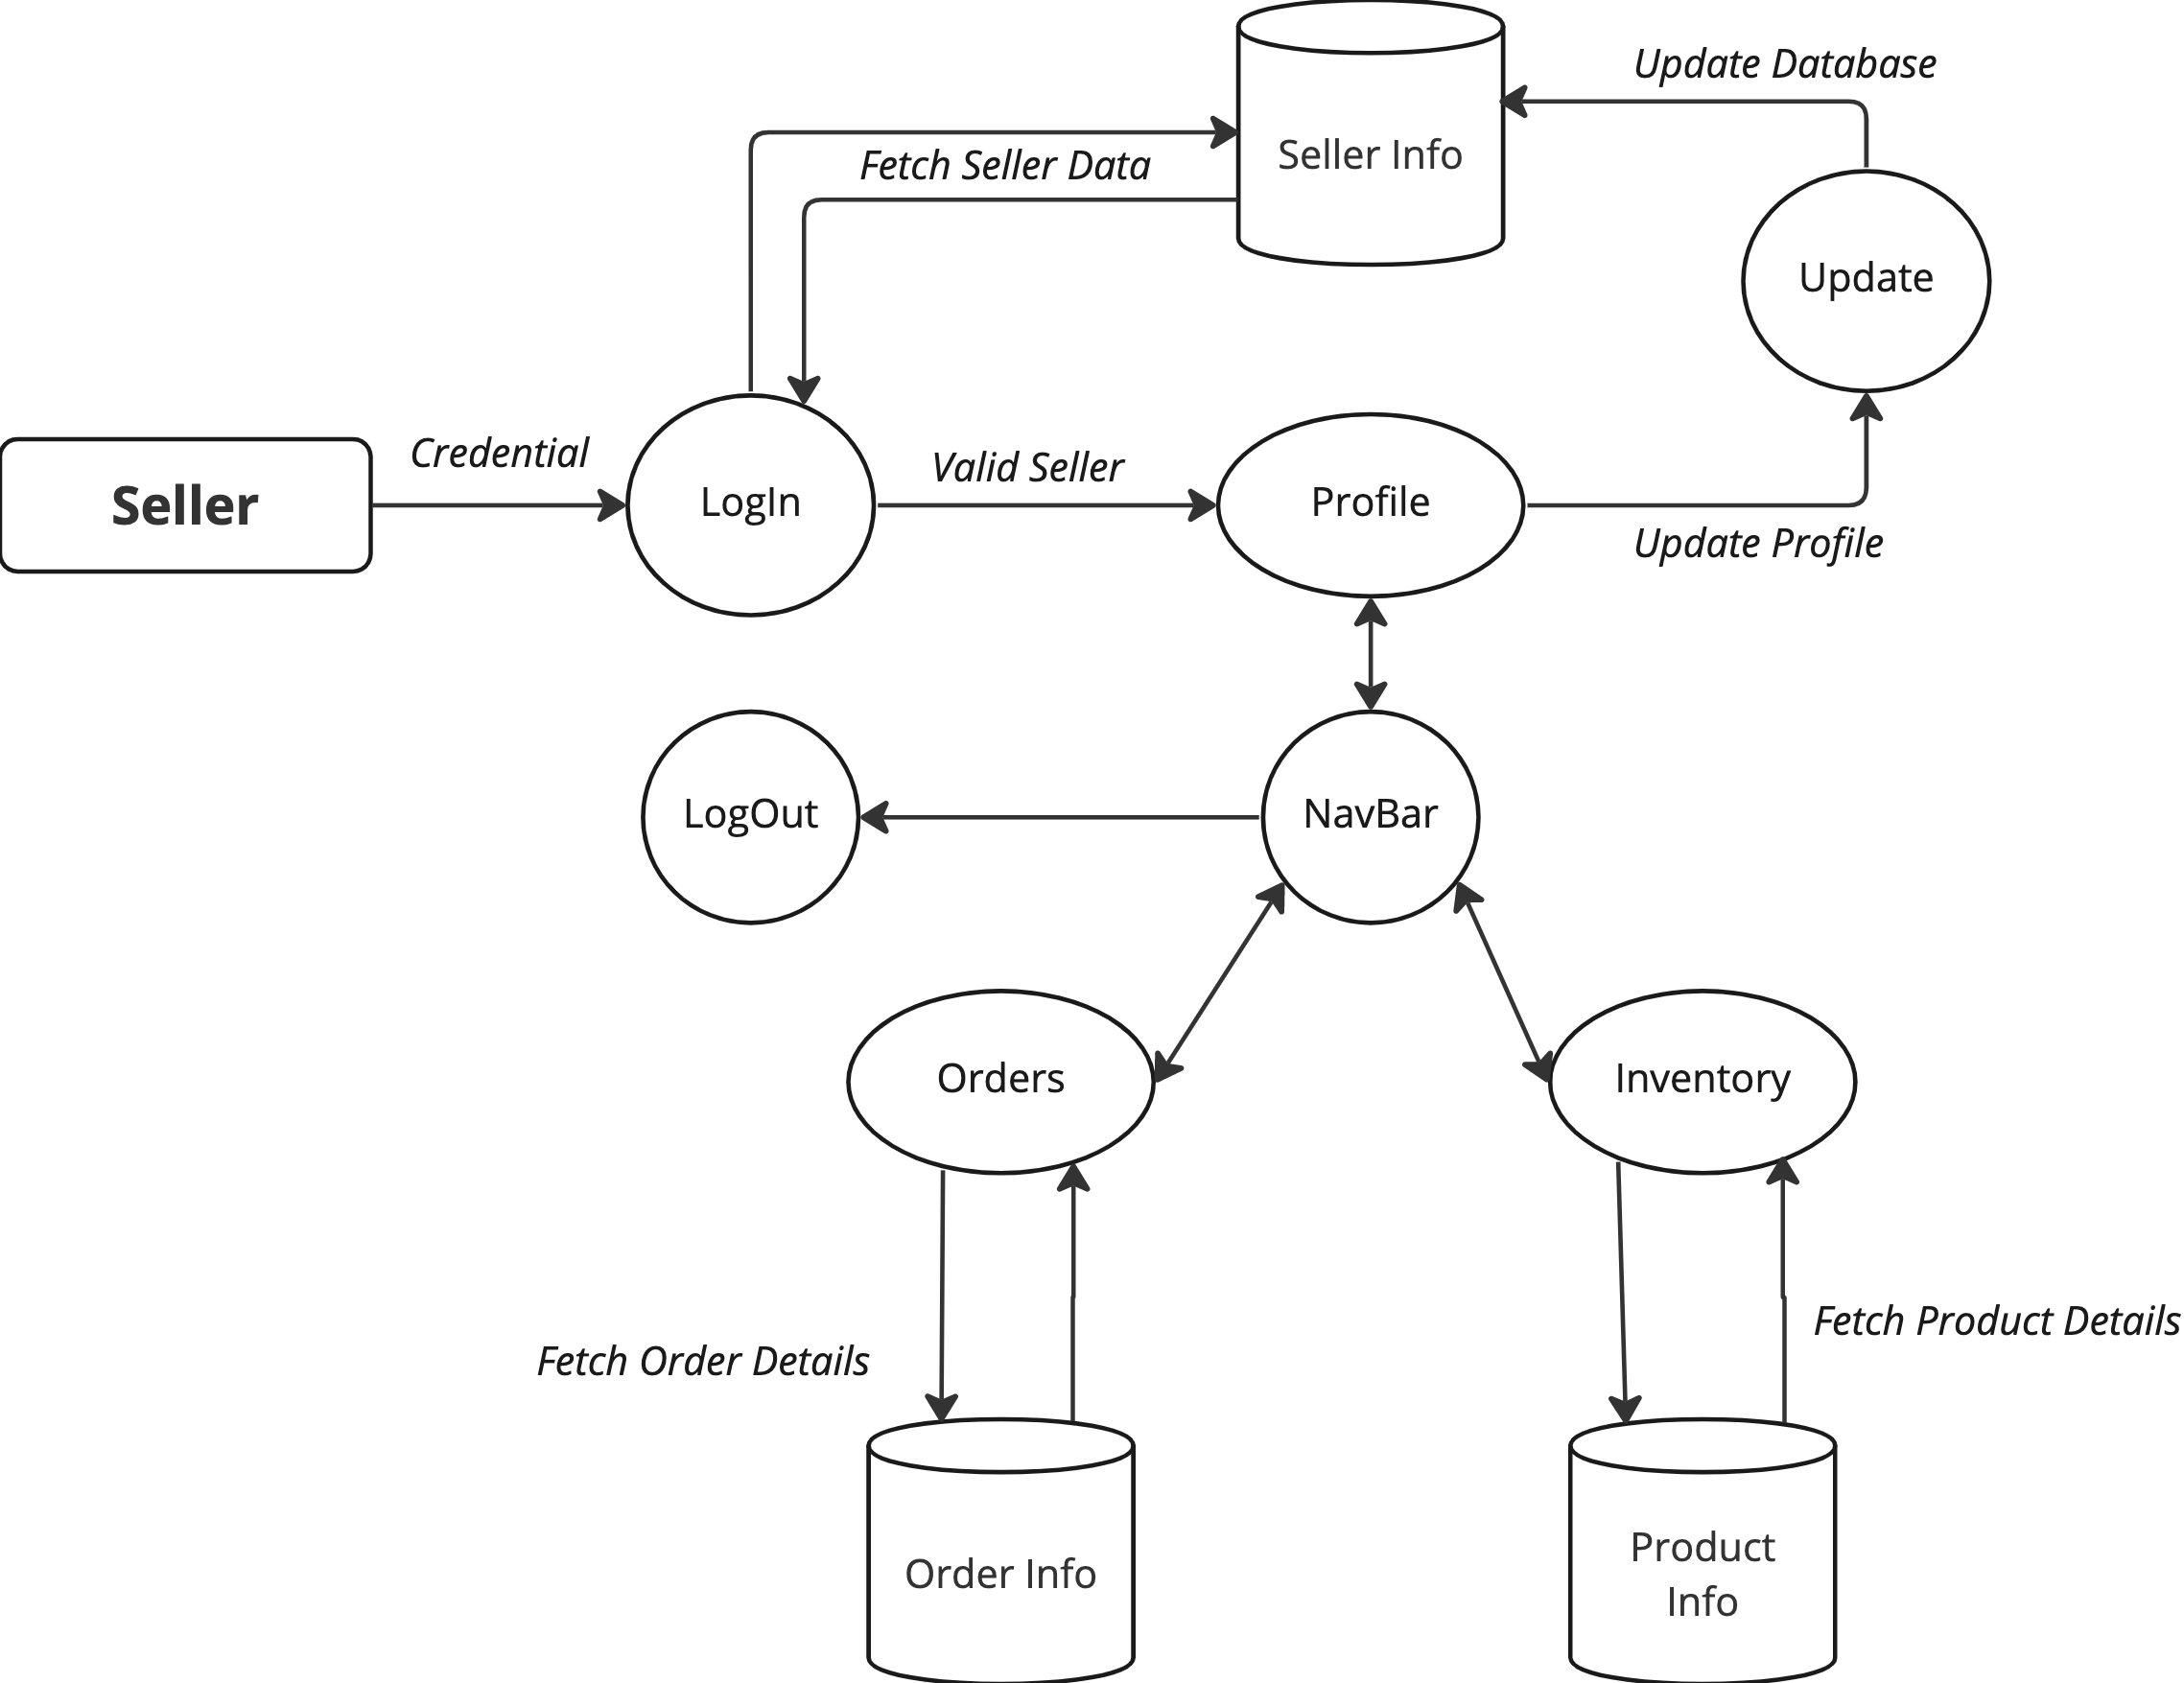 Update Database
Seller Info
Fetch Seller Data
Update
Credential
Valid Seller
Seller
LogIn
Profile
Update Profile
LogOut
NavBar
Orders
Inventory
Fetch Product Details
Fetch Order Details
Order Info
Product
Info